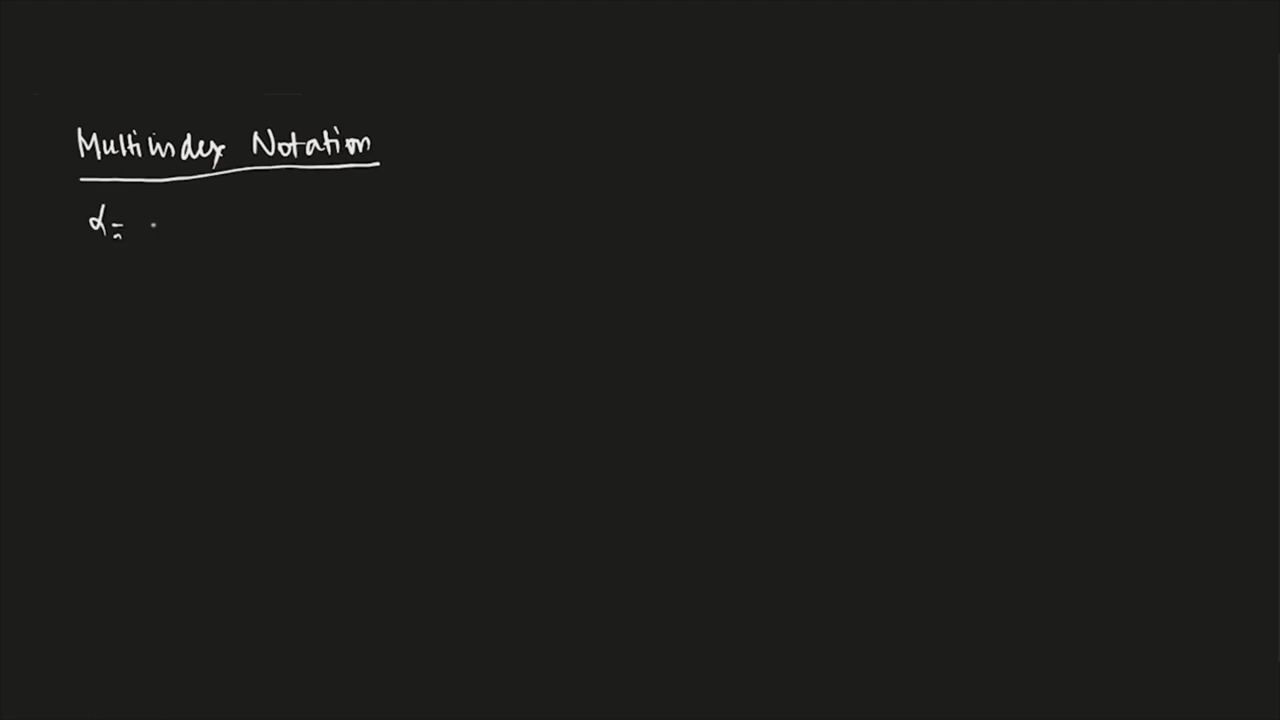 Multiindex Notation
α =